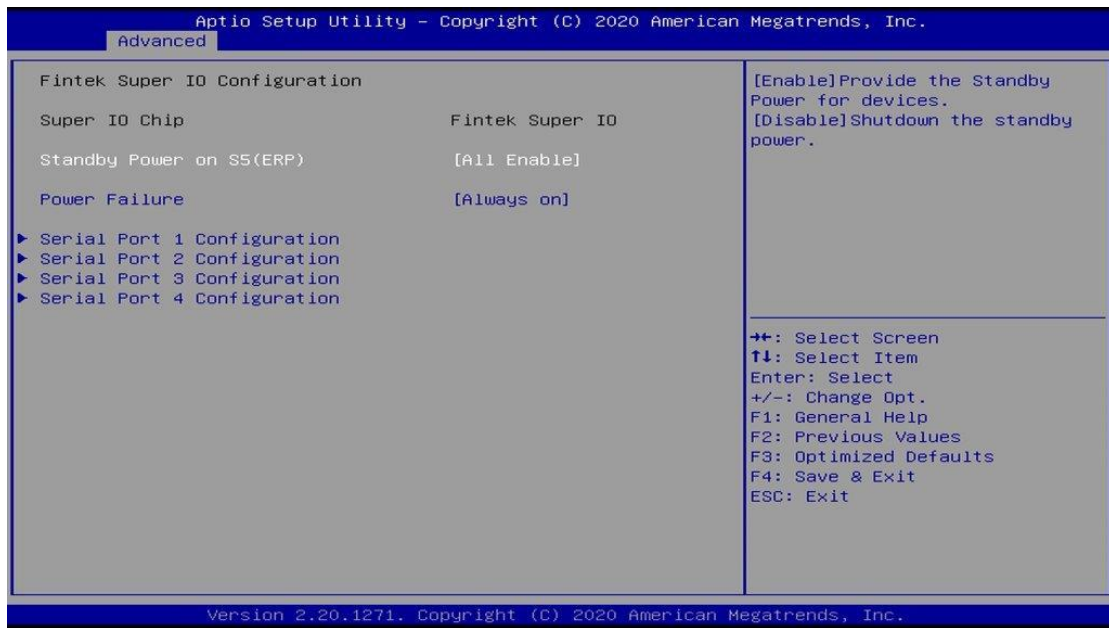 Aptio Setup Utility – Copyright (C) 2020 American Megatrends, Inc.
Advanced
Fintek Super IO Configuration
Super IO Chip Fintek Super IO
Standby Power on S5(ERP) [All Enable]
Power Failure [Always on]
▶ Serial Port 1 Configuration
▶ Serial Port 2 Configuration
▶ Serial Port 3 Configuration
▶ Serial Port 4 Configuration
[Enable]Provide the Standby
Power for devices.
[Disable]Shutdown the standby
power.
→←: Select Screen
↑↓: Select Item
Enter: Select
+/-: Change Opt.
F1: General Help
F2: Previous Values
F3: Optimized Defaults
F4: Save & Exit
ESC: Exit
Version 2.20.1271. Copyright (C) 2020 American Megatrends, Inc.